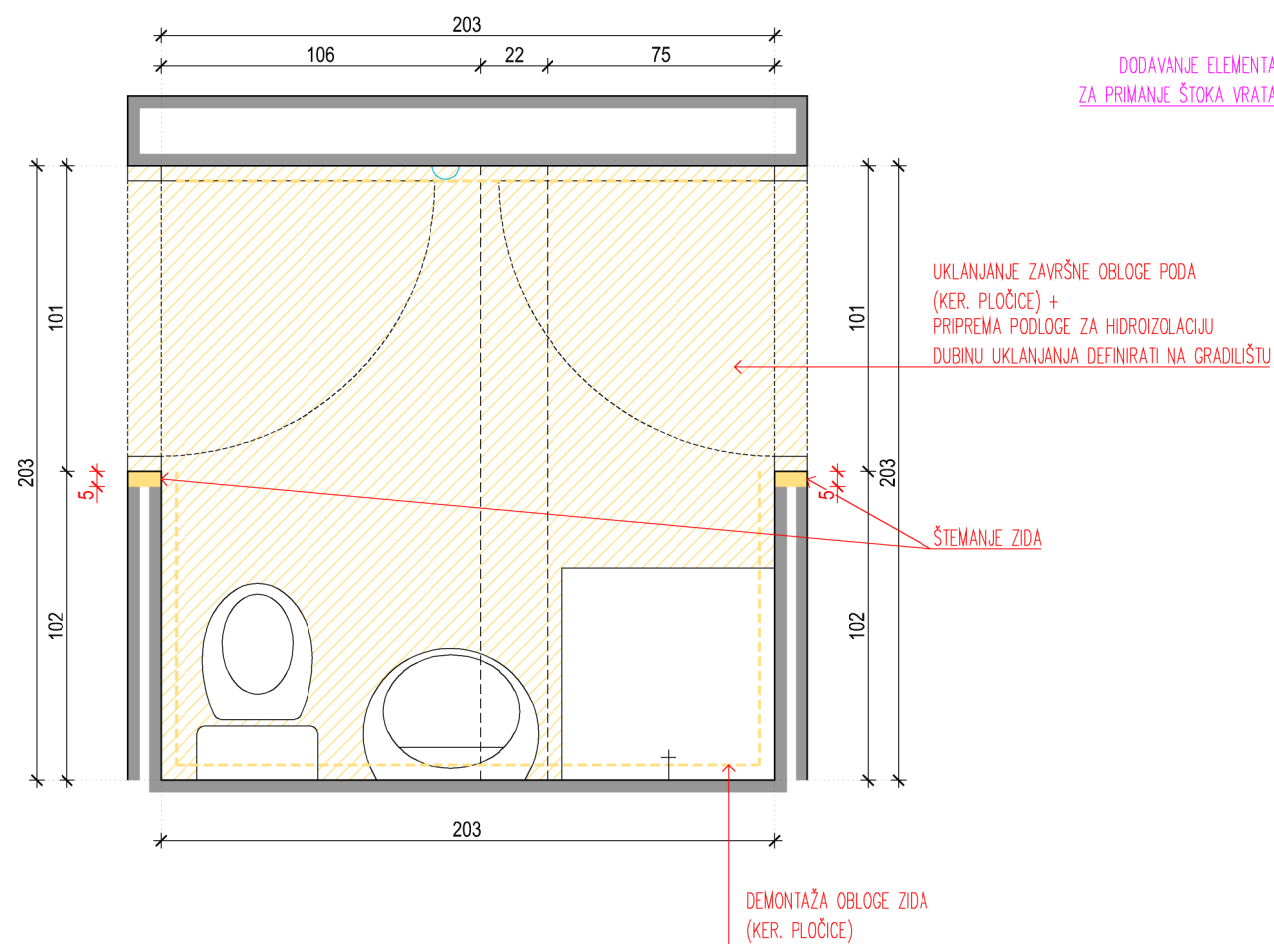 203
106
22
75
DODAVANJE ELEMENTA
ZA PRIMANJE ŠTOKA VRATA
101
101
UKLANJANJE ZAVRŠNE OBLOGE PODA
(KER. PLOČICE) +
PRIPREMA PODLOGE ZA HIDROIZOLACIJU
DUBINU UKLANJANJA DEFINIRATI NA GRADILIŠTU
203
5
5
203
ŠTEMANJE ZIDA
102
102
203
DEMONTAŽA OBLOGE ZIDA
(KER. PLOČICE)